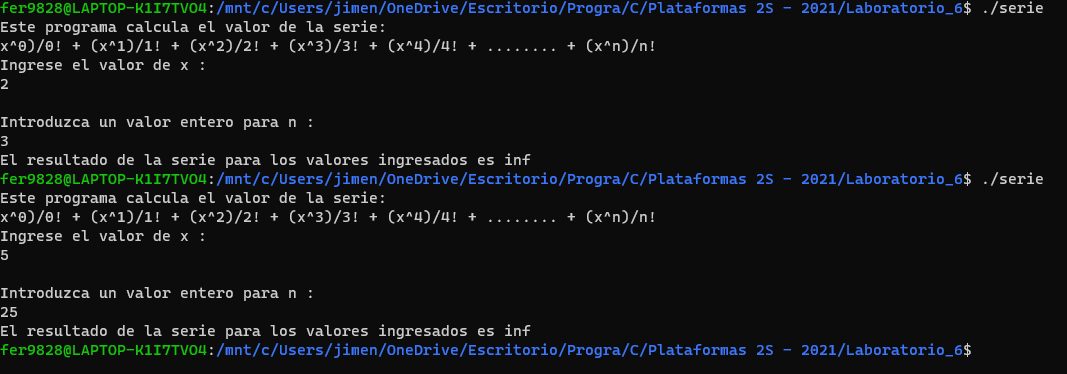 fer9828@LAPTOP-K1I7TVO4:/mnt/c/Users/jimen/OneDrive/Escritorio/Progra/C/Plataformas 2S - 2021/Laboratorio_6$ ./serie
Este programa calcula el valor de la serie:
x^0)/0! + (x^1)/1! + (x^2)/2! + (x^3)/3! + (x^4)/4! + ........ + (x^n)/n!
Ingrese el valor de x :
2
Introduzca un valor entero para n :
3
El resultado de la serie para los valores ingresados es inf
fer9828@LAPTOP-K1I7TVO4:/mnt/c/Users/jimen/OneDrive/Escritorio/Progra/C/Plataformas 2S - 2021/Laboratorio_6$ ./serie
Este programa calcula el valor de la serie:
x^0)/0! + (x^1)/1! + (x^2)/2! + (x^3)/3! + (x^4)/4! + ........ + (x^n)/n!
Ingrese el valor de x :
5
Introduzca un valor entero para n :
25
El resultado de la serie para los valores ingresados es inf
fer9828@LAPTOP-K1I7TVO4:/mnt/c/Users/jimen/OneDrive/Escritorio/Progra/C/Plataformas 2S - 2021/Laboratorio_6$